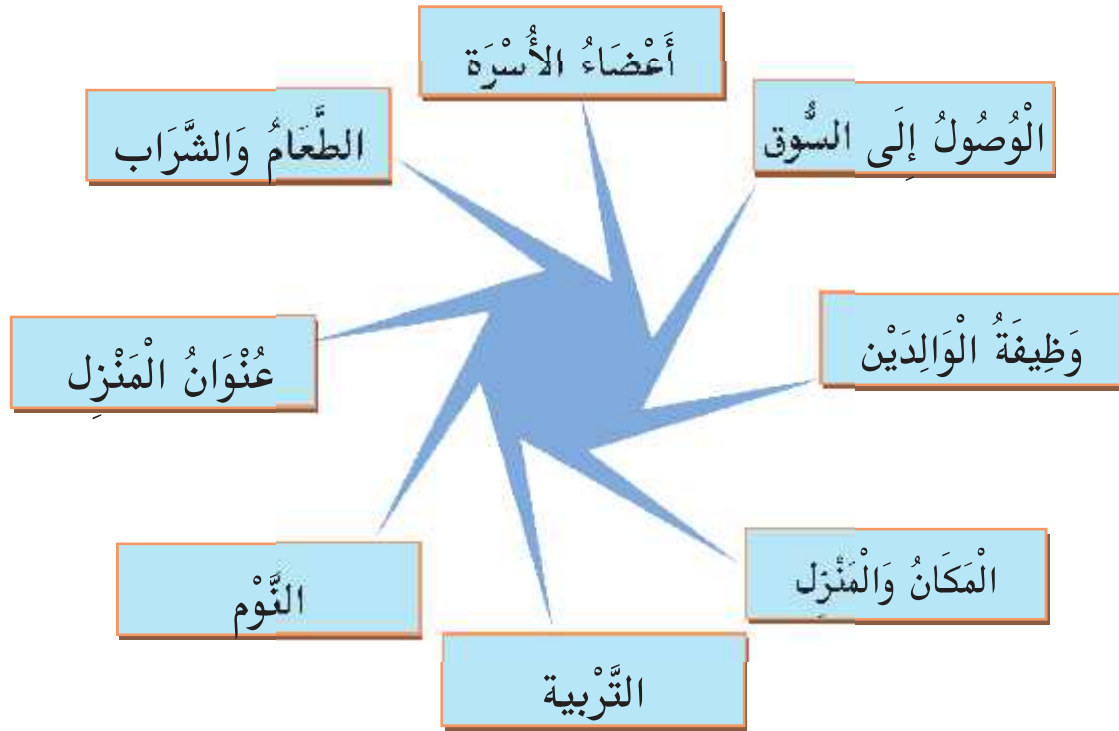 أَعْضَاءُ الأُسْرَة
الْوُصُولُ إِلَى السُّوق
الطَّعَامُ وَالشَّرَاب
وَظِيفَةُ الْوَالِدَيْن
عُنْوَانُ الْمَنْزِل
الْمَكَانُ وَالْمَنْزِل
النَّوْم
التَّرْبية